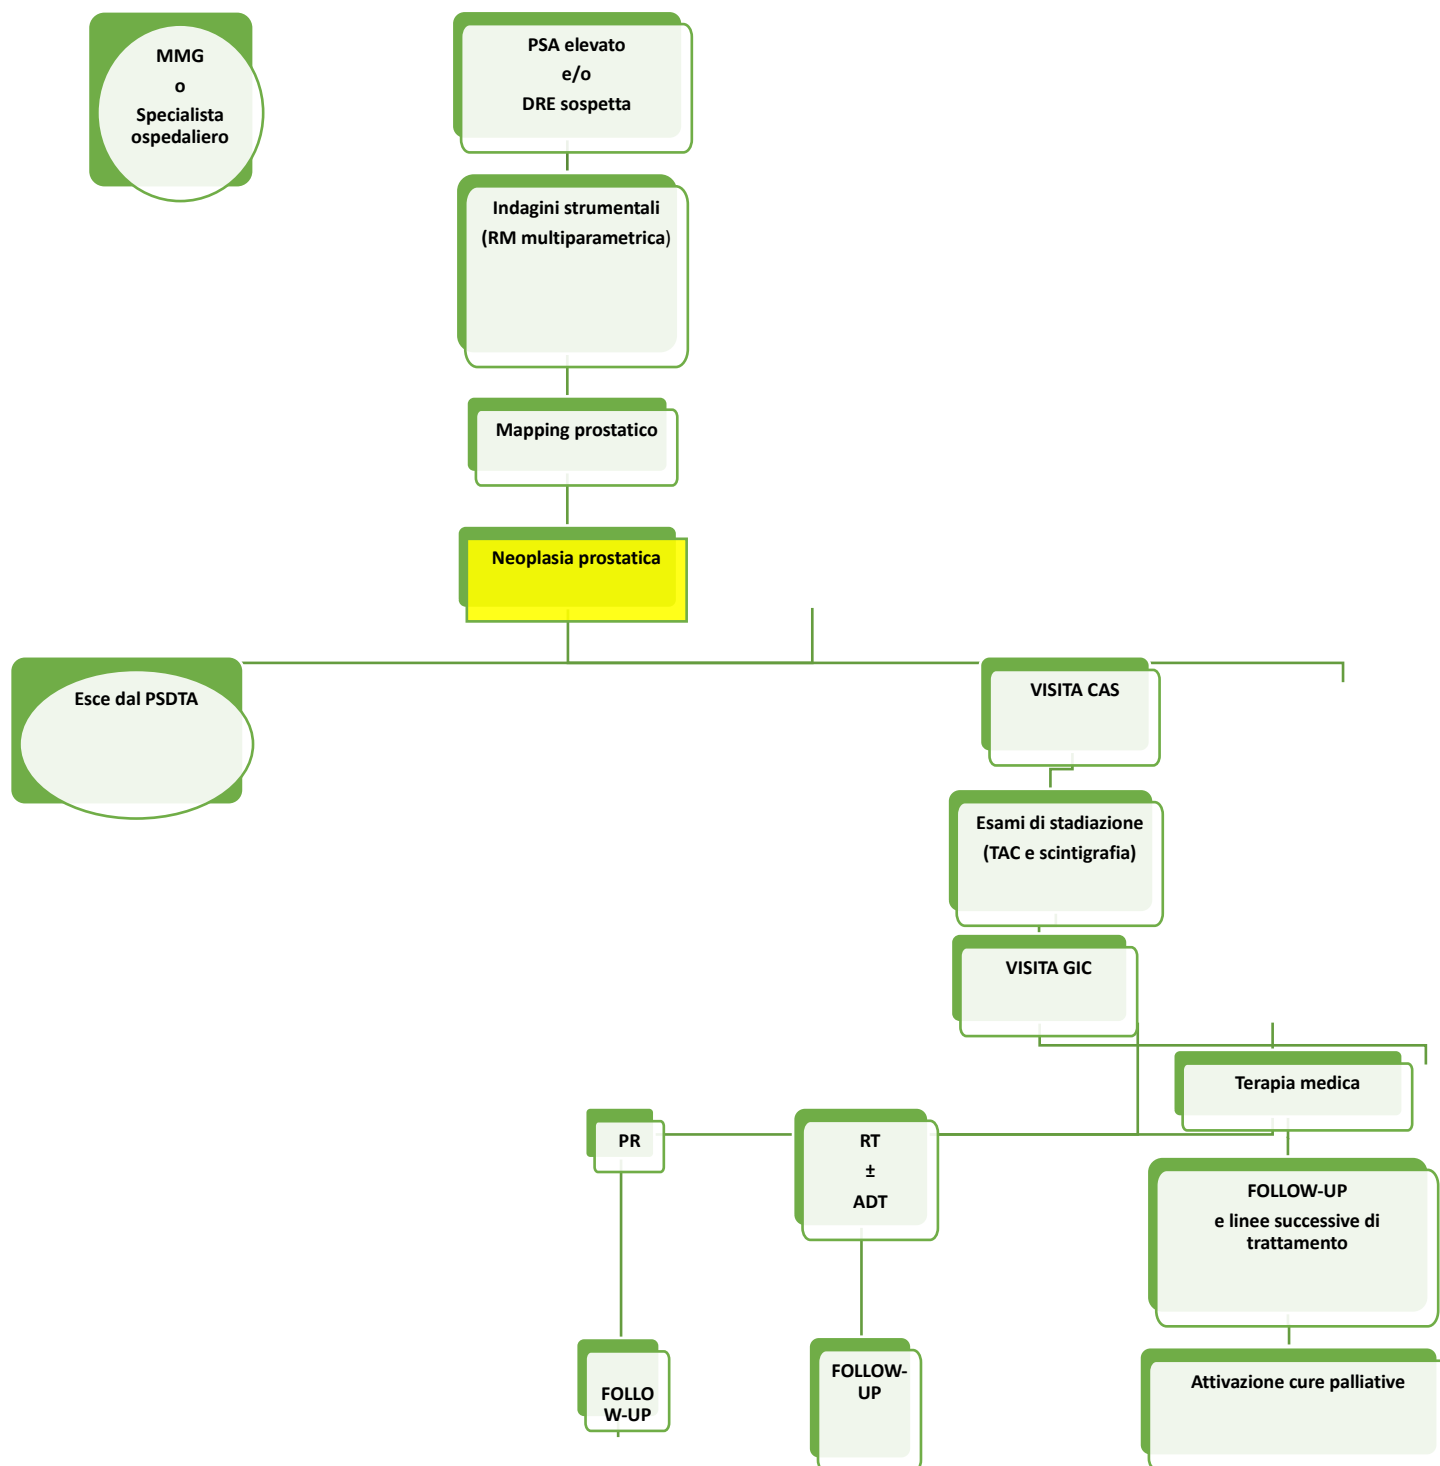 MMG
o
Specialista
ospedaliero
PSA elevato
e/o
DRE sospetta
Indagini strumentali
(RM multiparametrica)
Mapping prostatico
Neoplasia prostatica
Esce dal PSDTA
VISITA CAS
Esami di stadiazione
(TAC e scintigrafia)
VISITA GIC
Terapia medica
PR
RT
±
ADT
FOLLOW-UP
e linee successive di
trattamento
FOLLO
W-UP
FOLLOW-
UP
Attivazione cure palliative